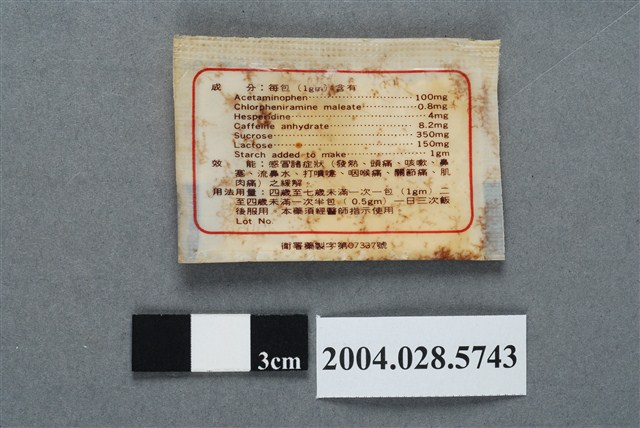 成　分：每包（1gm）含有
Acetaminophen 100mg
Chlorpheniramine maleate 0.8mg
Hesperidine 4mg
Caffeine anhydrate 8.2mg
Sucrose 350mg
Lactose 150mg
Starch added to make 1gm
效　能：感冒諸症狀（發熱、頭痛、咳嗽、鼻
塞、流鼻水、打噴嚏、咽喉痛、關節痛、肌
肉痛）之緩解
用法用量：四歲至七歲未滿一次一包（1gm）二
至四歲未滿一次半包（0.5gm）一日三次飯
後服用。本藥須經醫師指示使用
Lot No.
衛署藥製字第07337號
3cm
2004.028.5743